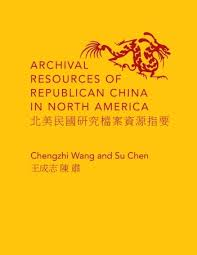 ARCHIVAL
RESOURCES OF
REPUBLICAN CHINA
IN NORTH AMERICA
北美民國研究檔案資源指要
Chengzhi Wang and Su Chen
王成志 陳肅